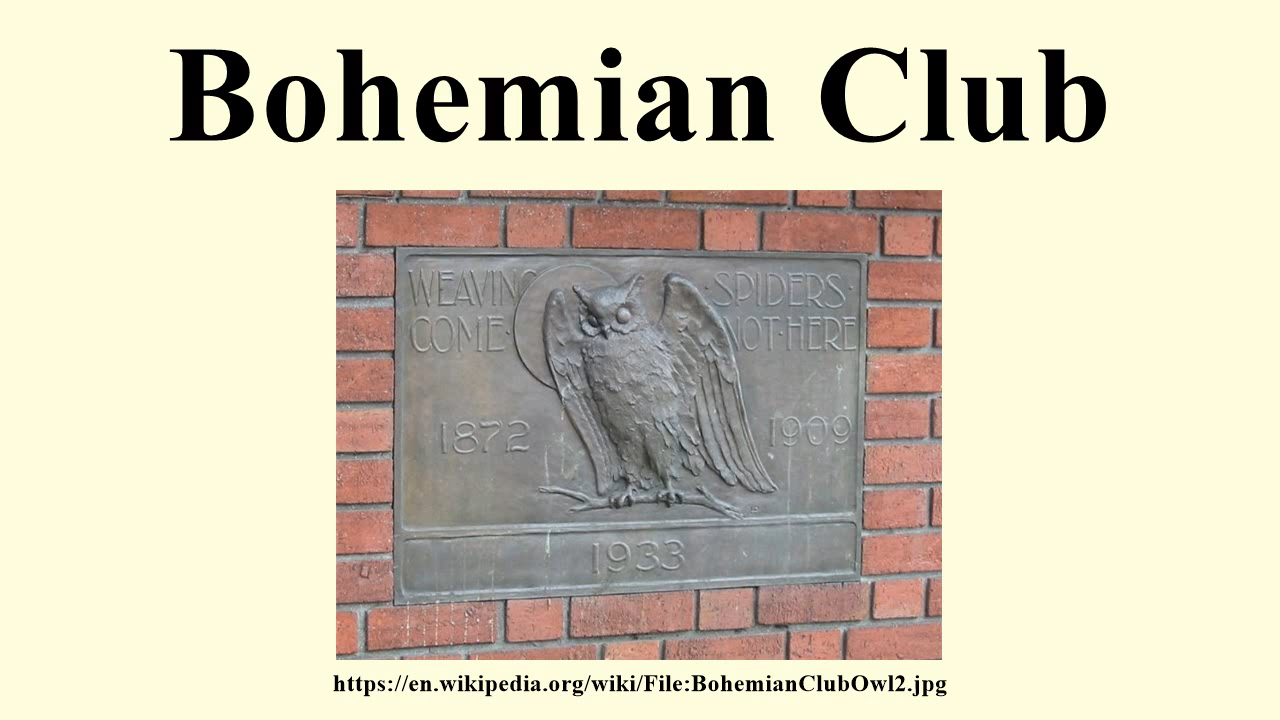 Bohemian Club
WEAVING · SPIDERS ·
COME · NOT · HERE
1872 1909
1933
https://en.wikipedia.org/wiki/File:BohemianClubOwl2.jpg